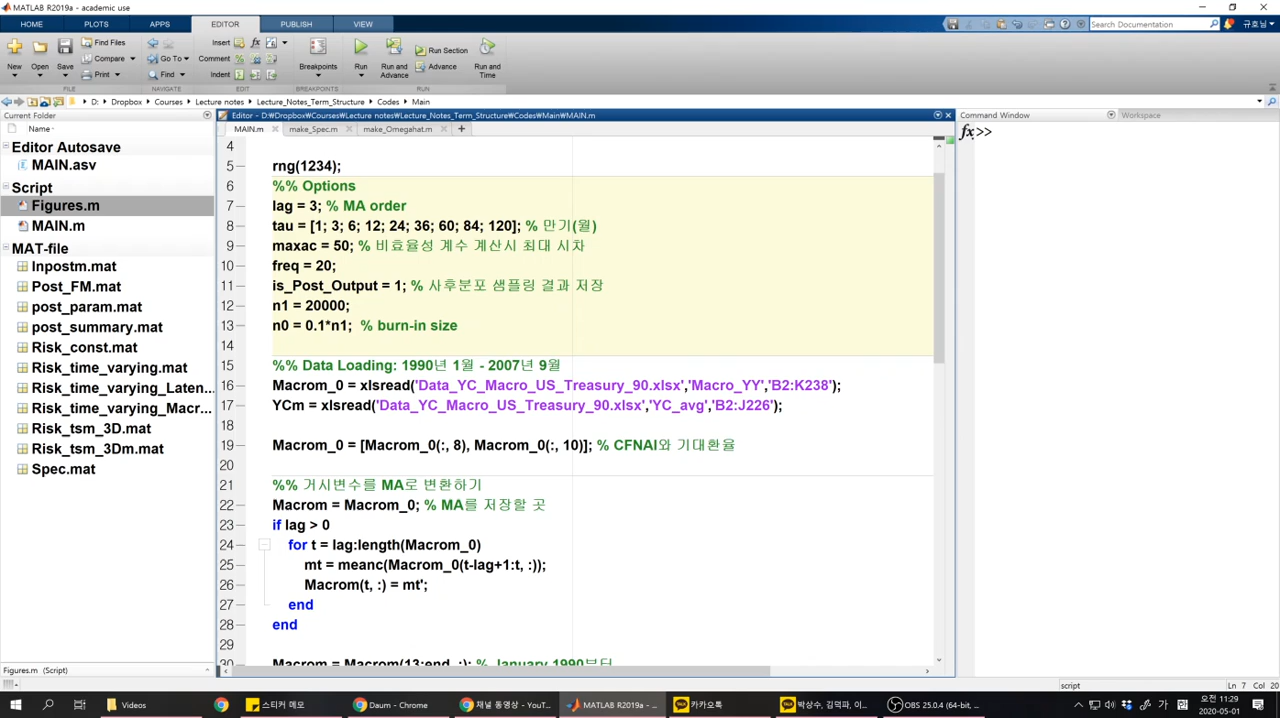 MATLAB R2019a - academic use
HOME PLOTS APPS EDITOR PUBLISH VIEW
Search Documentation 규호님
New Open Save Find Files Compare Print Go To Find Insert Comment Indent Breakpoints Run Run and Advance Run Section Advance Run and Time
FILE NAVIGATE EDIT BREAKPOINTS RUN
D: Dropbox Courses Lecture notes Lecture_Notes_Term_Structure Codes Main
Current Folder
Name
Editor Autosave
MAIN.asv
Script
Figures.m
MAIN.m
MAT-file
Inpostm.mat
Post_FM.mat
post_param.mat
post_summary.mat
Risk_const.mat
Risk_time_varying.mat
Risk_time_varying_Laten...
Risk_time_varying_Macr...
Risk_tsm_3D.mat
Risk_tsm_3Dm.mat
Spec.mat
Figures.m (Script)
Editor - D:₩Dropbox₩Courses₩Lecture notes₩Lecture_Notes_Term_Structure₩Codes₩Main₩MAIN.m
MAIN.m make_Spec.m make_Omegahat.m
4
5 rng(1234);
6 %% Options
7 lag = 3; % MA order
8 tau = [1; 3; 6; 12; 24; 36; 60; 84; 120]; % 만기(월)
9 maxac = 50; % 비효율성 계수 계산시 최대 시차
10 freq = 20;
11 is_Post_Output = 1; % 사후분포 샘플링 결과 저장
12 n1 = 20000;
13 n0 = 0.1*n1; % burn-in size
14
15 %% Data Loading: 1990년 1월 - 2007년 9월
16 Macrom_0 = xlsread('Data_YC_Macro_US_Treasury_90.xlsx','Macro_YY','B2:K238');
17 YCm = xlsread('Data_YC_Macro_US_Treasury_90.xlsx','YC_avg','B2:J226');
18
19 Macrom_0 = [Macrom_0(:, 8), Macrom_0(:, 10)]; % CFNAI와 기대환율
20
21 %% 거시변수를 MA로 변환하기
22 Macrom = Macrom_0; % MA를 저장할 곳
23 if lag > 0
24 for t = lag:length(Macrom_0)
25 mt = meanc(Macrom_0(t-lag+1:t, :));
26 Macrom(t, :) = mt';
27 end
28 end
29
30 Macrom = Macrom(13:end, :); % January 1990부터
Command Window Workspace
fx >>
script Ln 7 Col 20
Videos 스티커 메모 Daum - Chrome 채널 동영상 - YouT... MATLAB R2019a - ... 카카오톡 박상수, 김덕파, 이... OBS 25.0.4 (64-bit, ...
가 漢
오전 11:29
2020-05-01